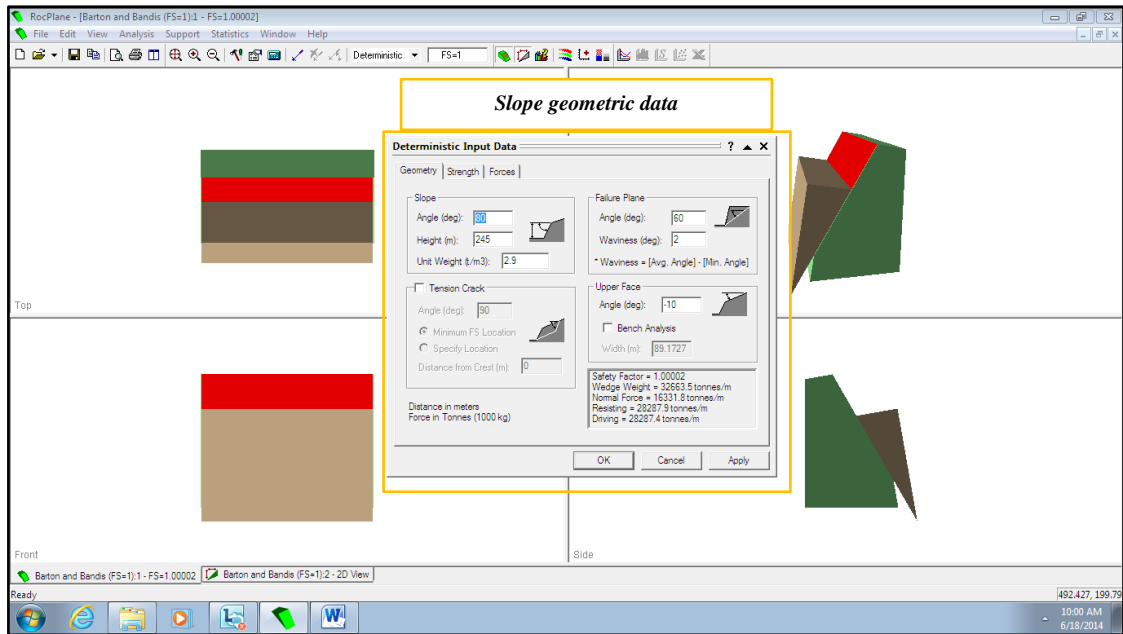 RocPlane - [Barton and Bandis (FS=1):1 - FS=1.00002]
File Edit View Analysis Support Statistics Window Help
Deterministic FS=1
Slope geometric data
Deterministic Input Data ?
Geometry Strength Forces
Slope
Angle (deg): 80
Height (m): 245
Unit Weight (t/m3): 2.9
Failure Plane
Angle (deg): 60
Waviness (deg): 2
* Waviness = [Avg. Angle] - [Min. Angle]
Tension Crack
Angle (deg): 90
Minimum FS Location
Specify Location
Distance from Crest (m): 0
Upper Face
Angle (deg): -10
Bench Analysis
Width (m): 89.1727
Distance in meters
Force in Tonnes (1000 kg)
Safety Factor = 1.00002
Wedge Weight = 32663.5 tonnes/m
Normal Force = 16331.8 tonnes/m
Resisting = 28287.9 tonnes/m
Driving = 28287.4 tonnes/m
OK Cancel Apply
Top
Front
Side
Barton and Bandis (FS=1):1 - FS=1.00002 Barton and Bandis (FS=1):2 - 2D View
Ready
492.427, 199.79
10:00 AM
6/18/2014